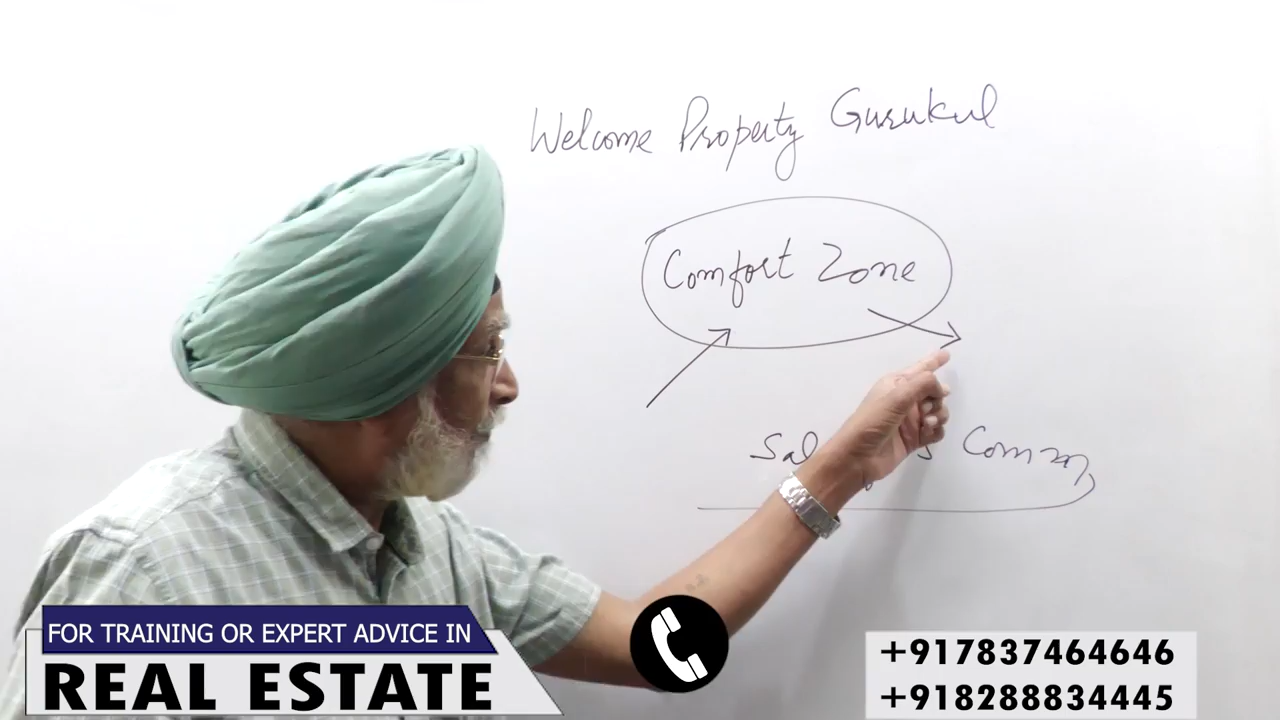 Welcome Property Gurukul
Comfort Zone
FOR TRAINING OR EXPERT ADVICE IN
REAL ESTATE
+917837464646
+918288834445